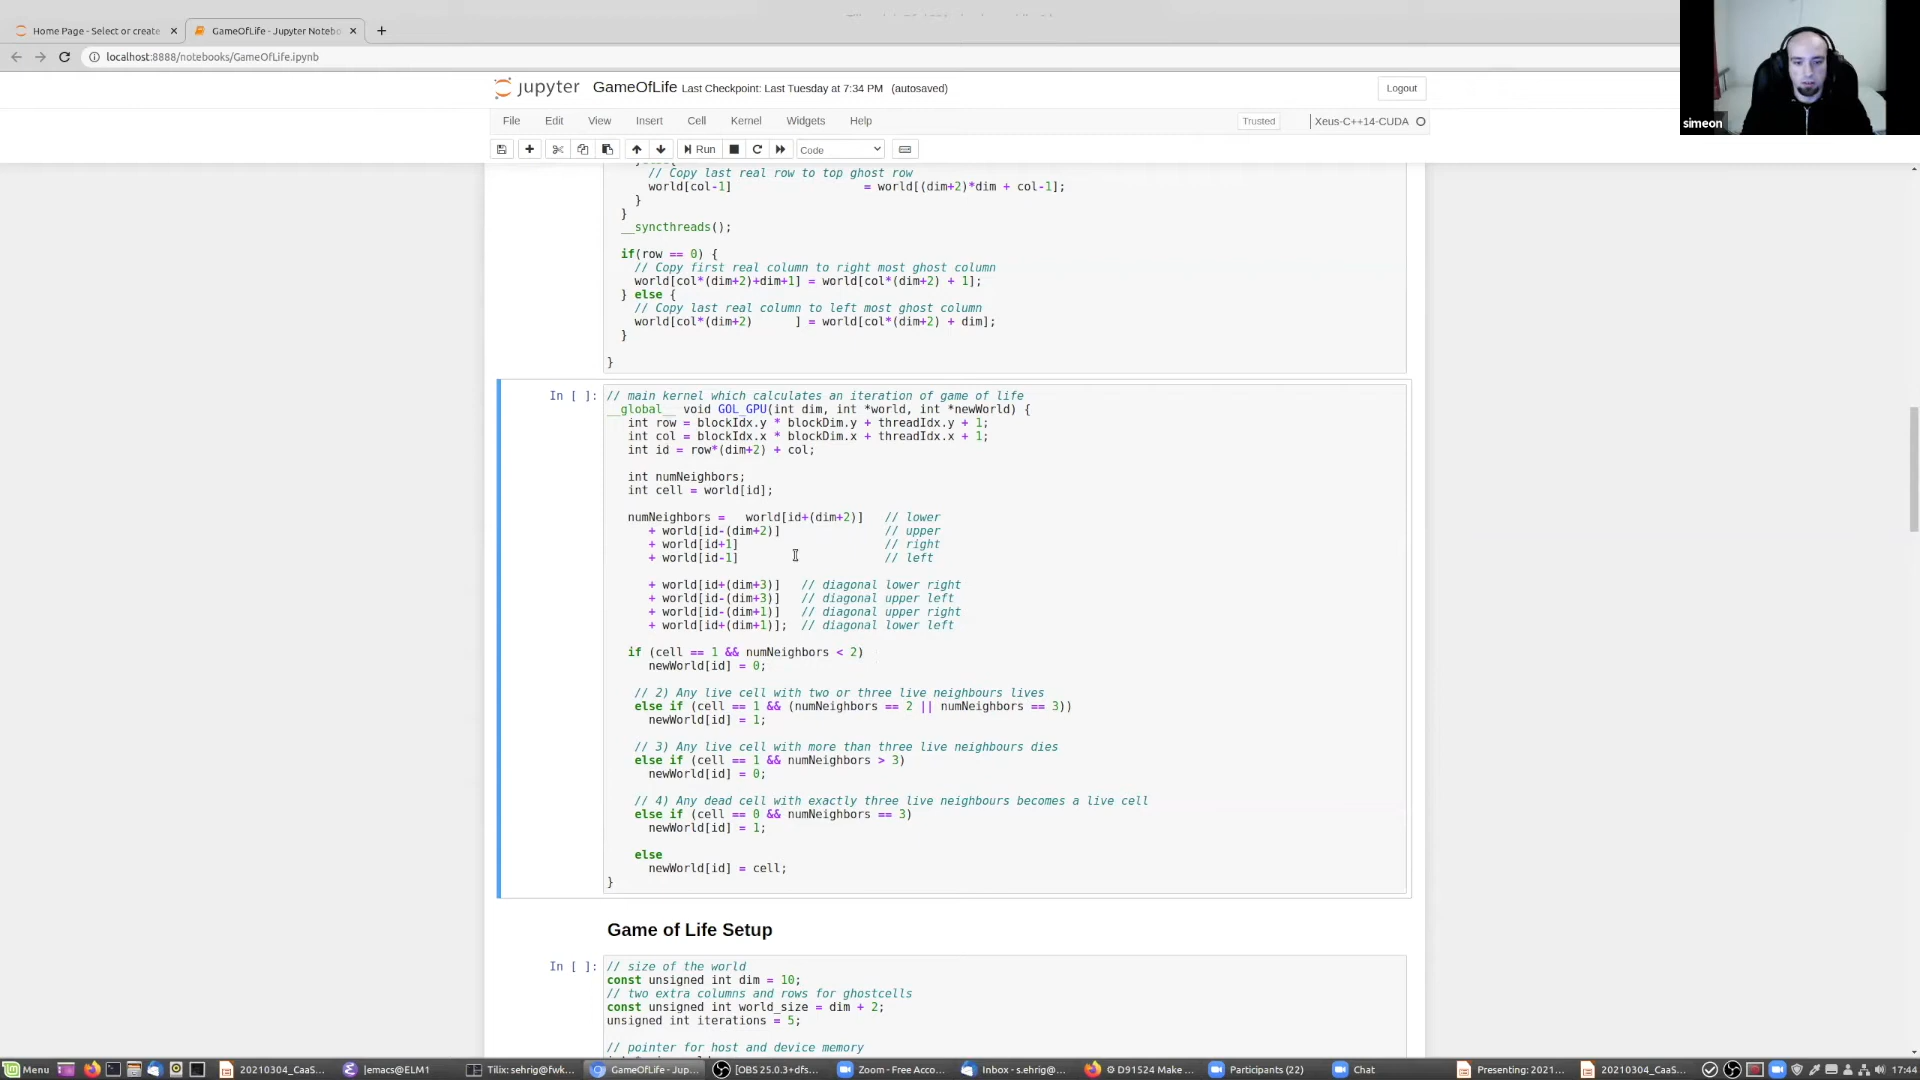 Home Page - Select or create
GameOfLife - Jupyter Notebo
localhost:8888/notebooks/GameOfLife.ipynb
simeon
jupyter GameOfLife Last Checkpoint: Last Tuesday at 7:34 PM (autosaved)
Logout
File Edit View Insert Cell Kernel Widgets Help
Trusted
Xeus-C++14-CUDA
Run
Code
// Copy last real row to top ghost row
world[col-1] = world[(dim+2)*dim + col-1];
}
}
__syncthreads();
if(row == 0) {
// Copy first real column to right most ghost column
world[col*(dim+2)+dim+1] = world[col*(dim+2) + 1];
} else {
// Copy last real column to left most ghost column
world[col*(dim+2) ] = world[col*(dim+2) + dim];
}
}
In [ ]:
// main kernel which calculates an iteration of game of life
__global__ void GOL_GPU(int dim, int *world, int *newWorld) {
int row = blockIdx.y * blockDim.y + threadIdx.y + 1;
int col = blockIdx.x * blockDim.x + threadIdx.x + 1;
int id = row*(dim+2) + col;
int numNeighbors;
int cell = world[id];
numNeighbors = world[id+(dim+2)] // lower
+ world[id-(dim+2)] // upper
+ world[id+1] // right
+ world[id-1] // left
+ world[id+(dim+3)] // diagonal lower right
+ world[id-(dim+3)] // diagonal upper left
+ world[id-(dim+1)] // diagonal upper right
+ world[id+(dim+1)]; // diagonal lower left
if (cell == 1 && numNeighbors < 2)
newWorld[id] = 0;
// 2) Any live cell with two or three live neighbours lives
else if (cell == 1 && (numNeighbors == 2 || numNeighbors == 3))
newWorld[id] = 1;
// 3) Any live cell with more than three live neighbours dies
else if (cell == 1 && numNeighbors > 3)
newWorld[id] = 0;
// 4) Any dead cell with exactly three live neighbours becomes a live cell
else if (cell == 0 && numNeighbors == 3)
newWorld[id] = 1;
else
newWorld[id] = cell;
}
Game of Life Setup
In [ ]:
// size of the world
const unsigned int dim = 10;
// two extra columns and rows for ghostcells
const unsigned int world_size = dim + 2;
unsigned int iterations = 5;
// pointer for host and device memory
Menu
20210304_CaaS...
[emacs@ELM1
Tilix: sehrig@fwk...
GameOfLife - Jup...
[OBS 25.0.3+dfs...
Zoom - Free Acco...
Inbox - s.ehrig@...
D91524 Make ...
Participants (22)
Chat
Presenting: 2021...
20210304_CaaS...
17:44